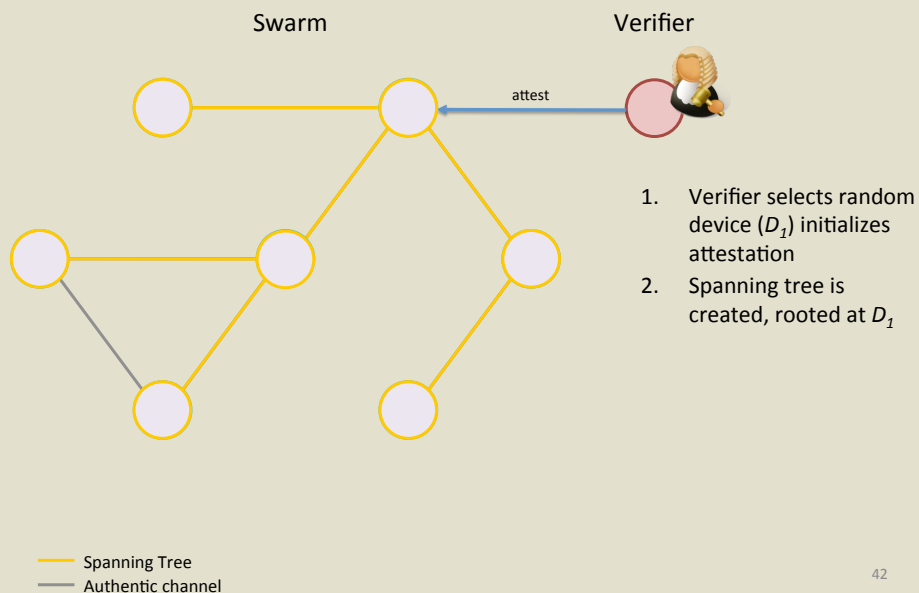 Swarm
Verifier
attest
1. Verifier selects random
device (D1) initializes
attestation
2. Spanning tree is
created, rooted at D1
Spanning Tree
Authentic channel
42